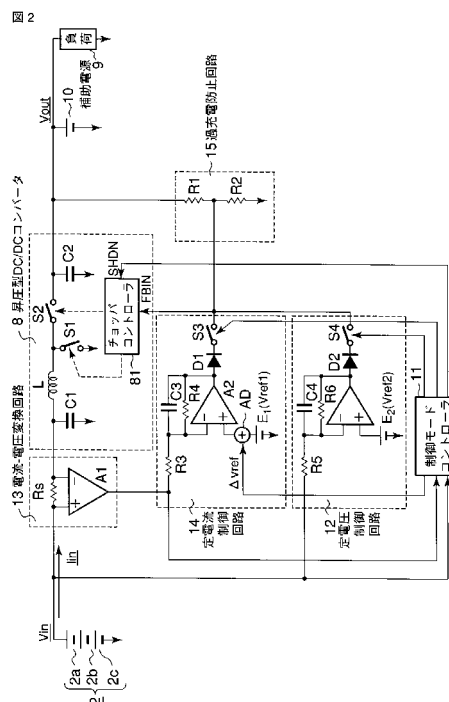 図2
負荷
9
補助電源
10
Vout
15過充電防止回路
R1
R2
8 昇圧型DC/DCコンバータ
C2
S2
S1
SHDN
FBIN
チョッパ
コントローラ
81
L
C1
13 電流-電圧変換回路
Rs
A1
Iin
Vin
2a
2b
2c
2
S3
D1
C3
R4
A2
AD
E1(Vref1)
R3
Δvref
14
定電流
制御
回路
S4
D2
C4
R6
E2(Vref2)
R5
12
定電圧
制御
回路
11
制御モード
コントローラ